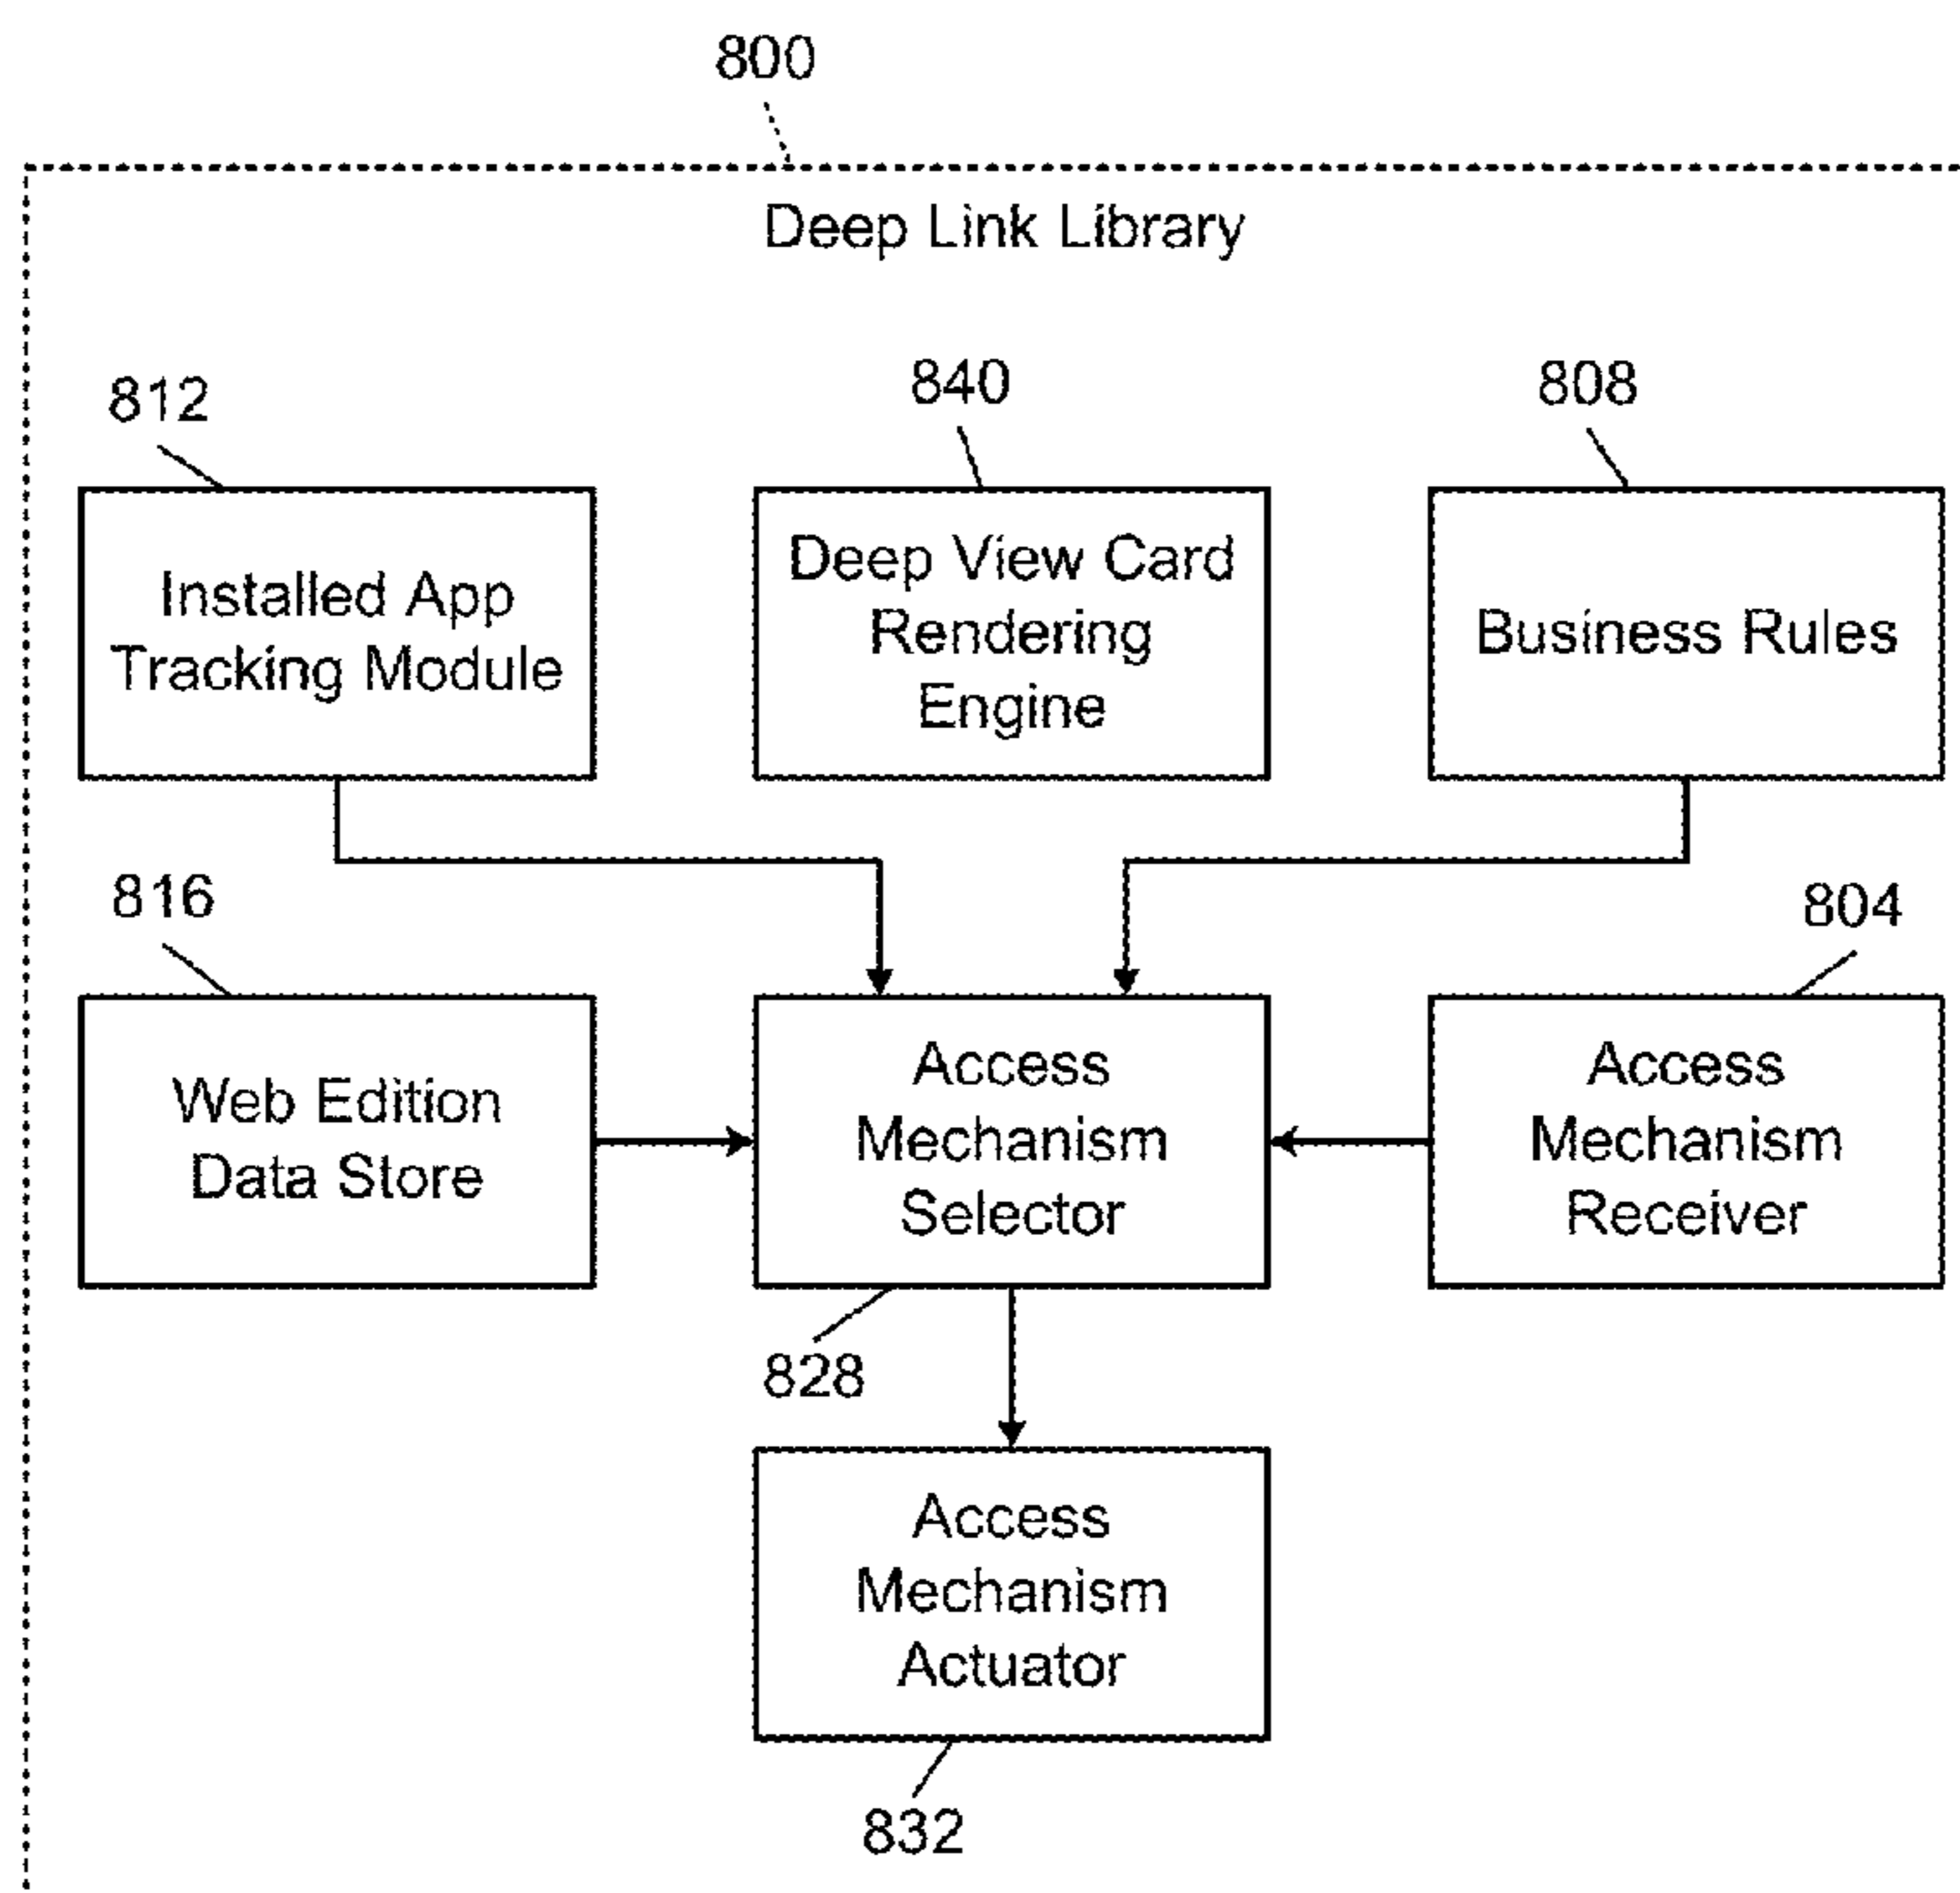 800
Deep Link Library
812
840
808
Installed App
Tracking Module
Deep View Card
Rendering
Engine
Business Rules
816
804
Web Edition
Data Store
Access
Mechanism
Selector
Access
Mechanism
Receiver
828
Access
Mechanism
Actuator
832